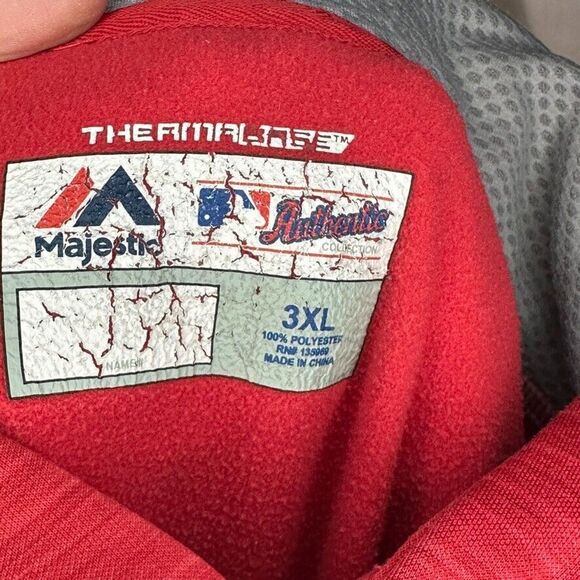 THERMABASE™
Majestic
Authentic
COLLECTION
3XL
100% POLYESTER
RN# 135969
MADE IN CHINA
NAME/#